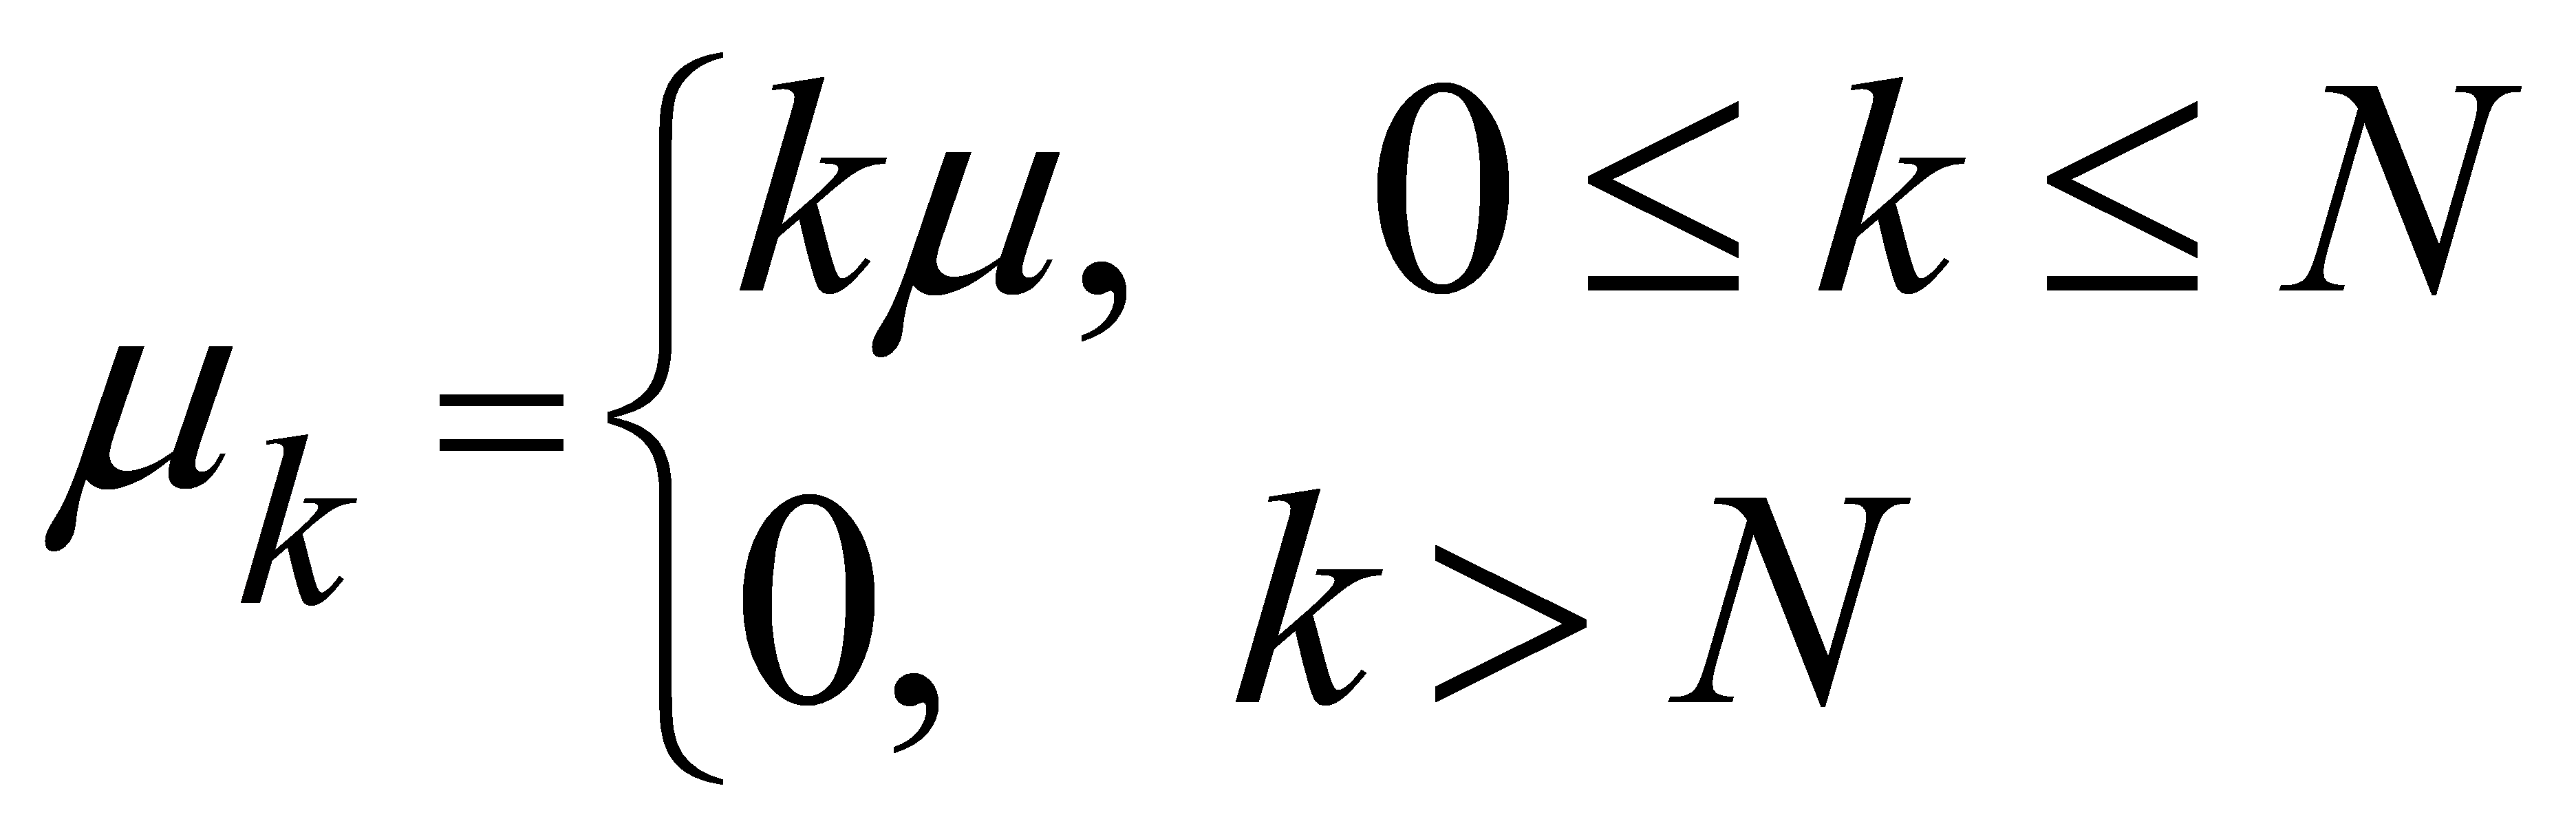 μ_k = { kμ, 0 ≤ k ≤ N
0, k > N